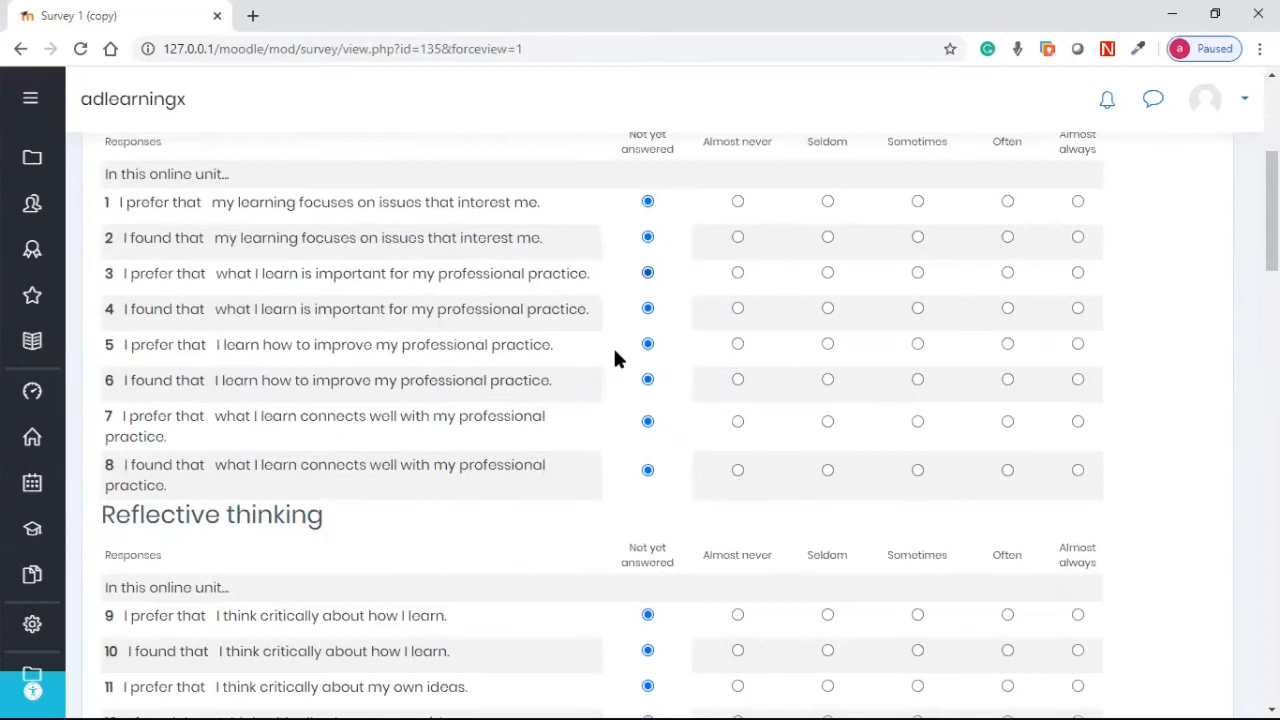 Survey 1 (copy)
127.0.0.1/moodle/mod/survey/view.php?id=135&forceview=1
a Paused
adlearningx
Responses Not yet answered Almost never Seldom Sometimes Often Almost always
In this online unit...
1 I prefer that my learning focuses on issues that interest me.
2 I found that my learning focuses on issues that interest me.
3 I prefer that what I learn is important for my professional practice.
4 I found that what I learn is important for my professional practice.
5 I prefer that I learn how to improve my professional practice.
6 I found that I learn how to improve my professional practice.
7 I prefer that what I learn connects well with my professional
practice.
8 I found that what I learn connects well with my professional
practice.
Reflective thinking
Responses Not yet answered Almost never Seldom Sometimes Often Almost always
In this online unit...
9 I prefer that I think critically about how I learn.
10 I found that I think critically about how I learn.
11 I prefer that I think critically about my own ideas.